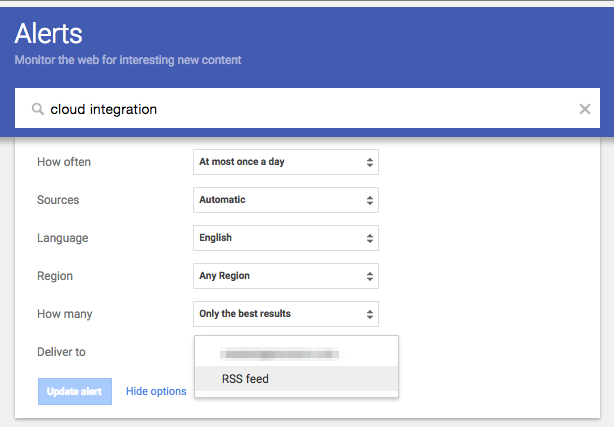 Alerts
Monitor the web for interesting new content
cloud integration
How often At most once a day
Sources Automatic
Language English
Region Any Region
How many Only the best results
Deliver to
RSS feed
Update alert Hide options